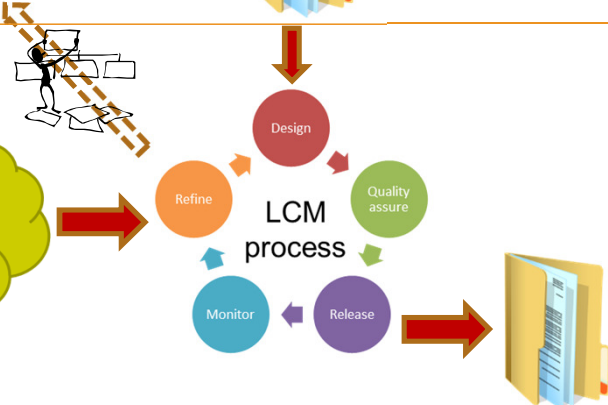 Design
Refine
Quality
assure
LCM
process
Monitor
Release